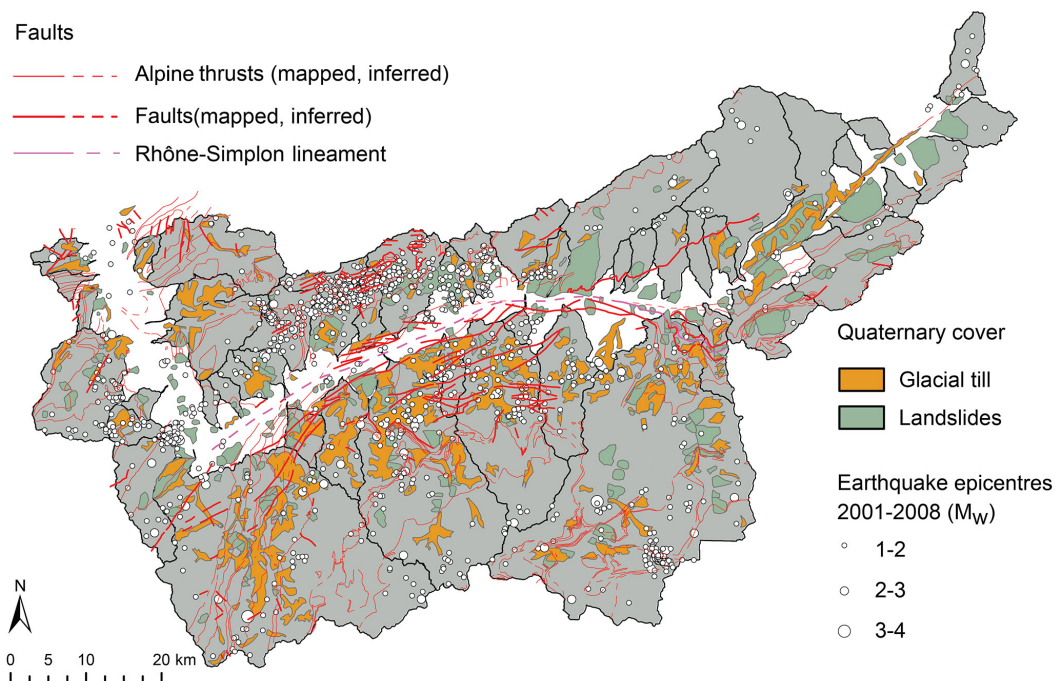 Faults
Alpine thrusts (mapped, inferred)
Faults(mapped, inferred)
Rhône-Simplon lineament
Quaternary cover
Glacial till
Landslides
Earthquake epicentres
2001-2008 (MW)
1-2
2-3
3-4
N
0 5 10 20 km